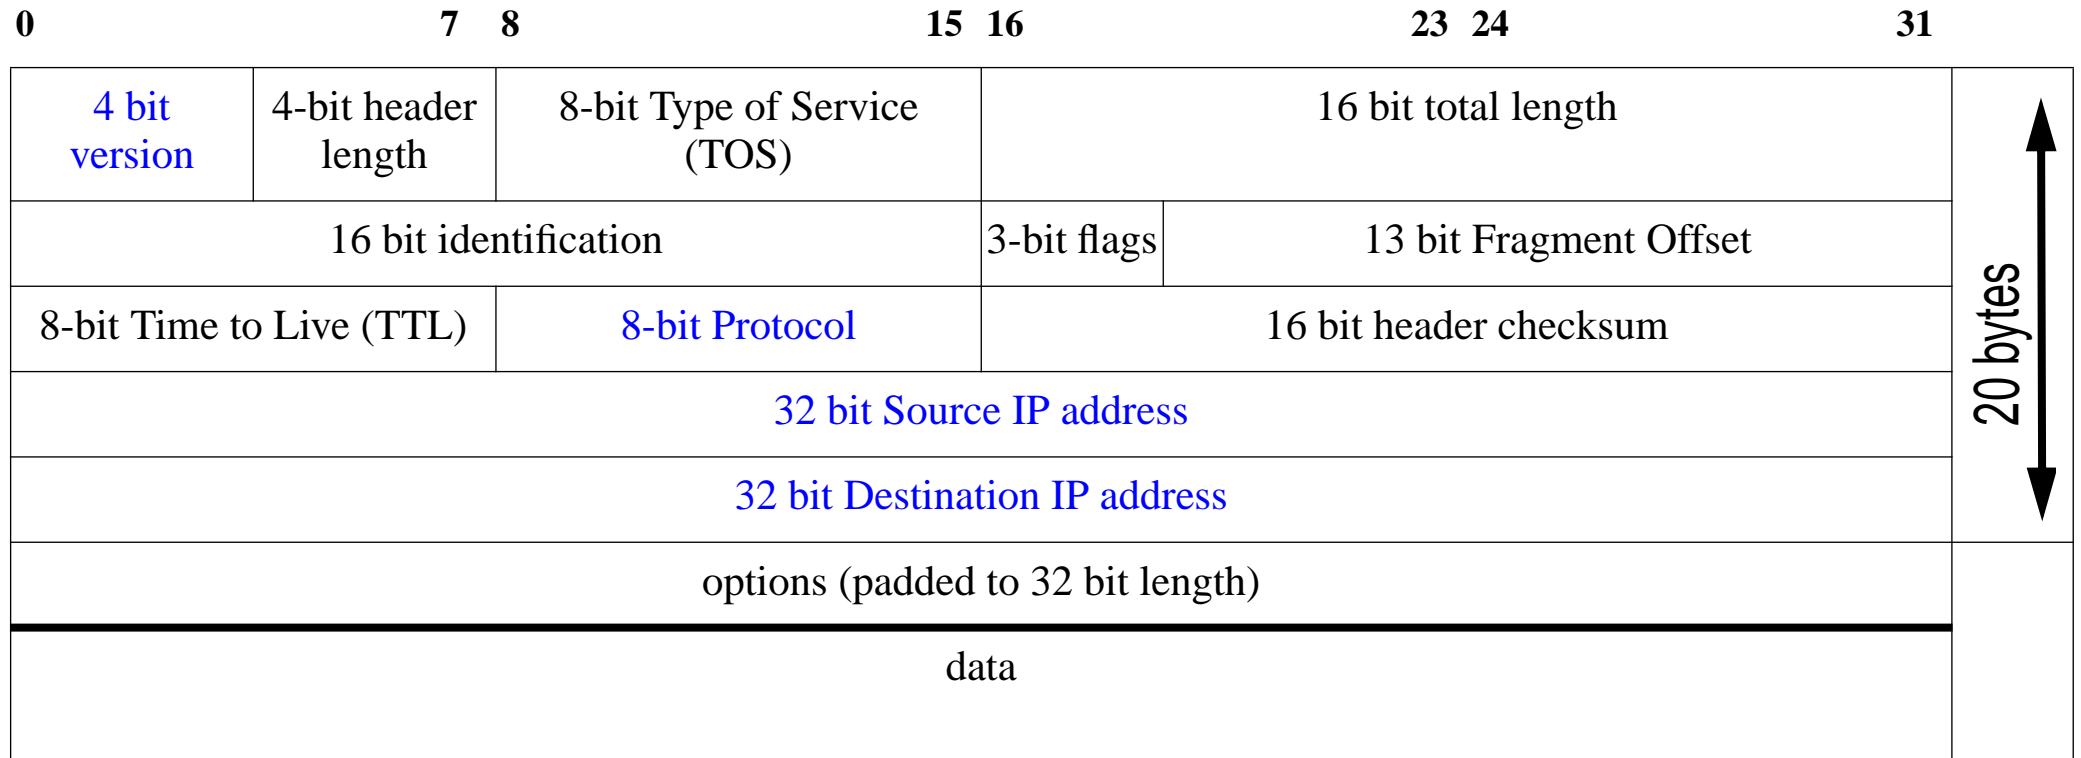 0 7 8 15 16 23 24 31
4 bit version
4-bit header length
8-bit Type of Service (TOS)
16 bit total length
16 bit identification
3-bit flags
13 bit Fragment Offset
8-bit Time to Live (TTL)
8-bit Protocol
16 bit header checksum
32 bit Source IP address
32 bit Destination IP address
20 bytes
options (padded to 32 bit length)
data